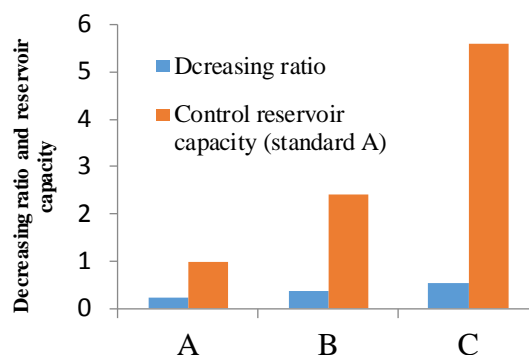 Decreasing ratio and reservoir
capacity
6
5
4
3
2
1
0
Dcreasing ratio
Control reservoir
capacity (standard A)
A B C